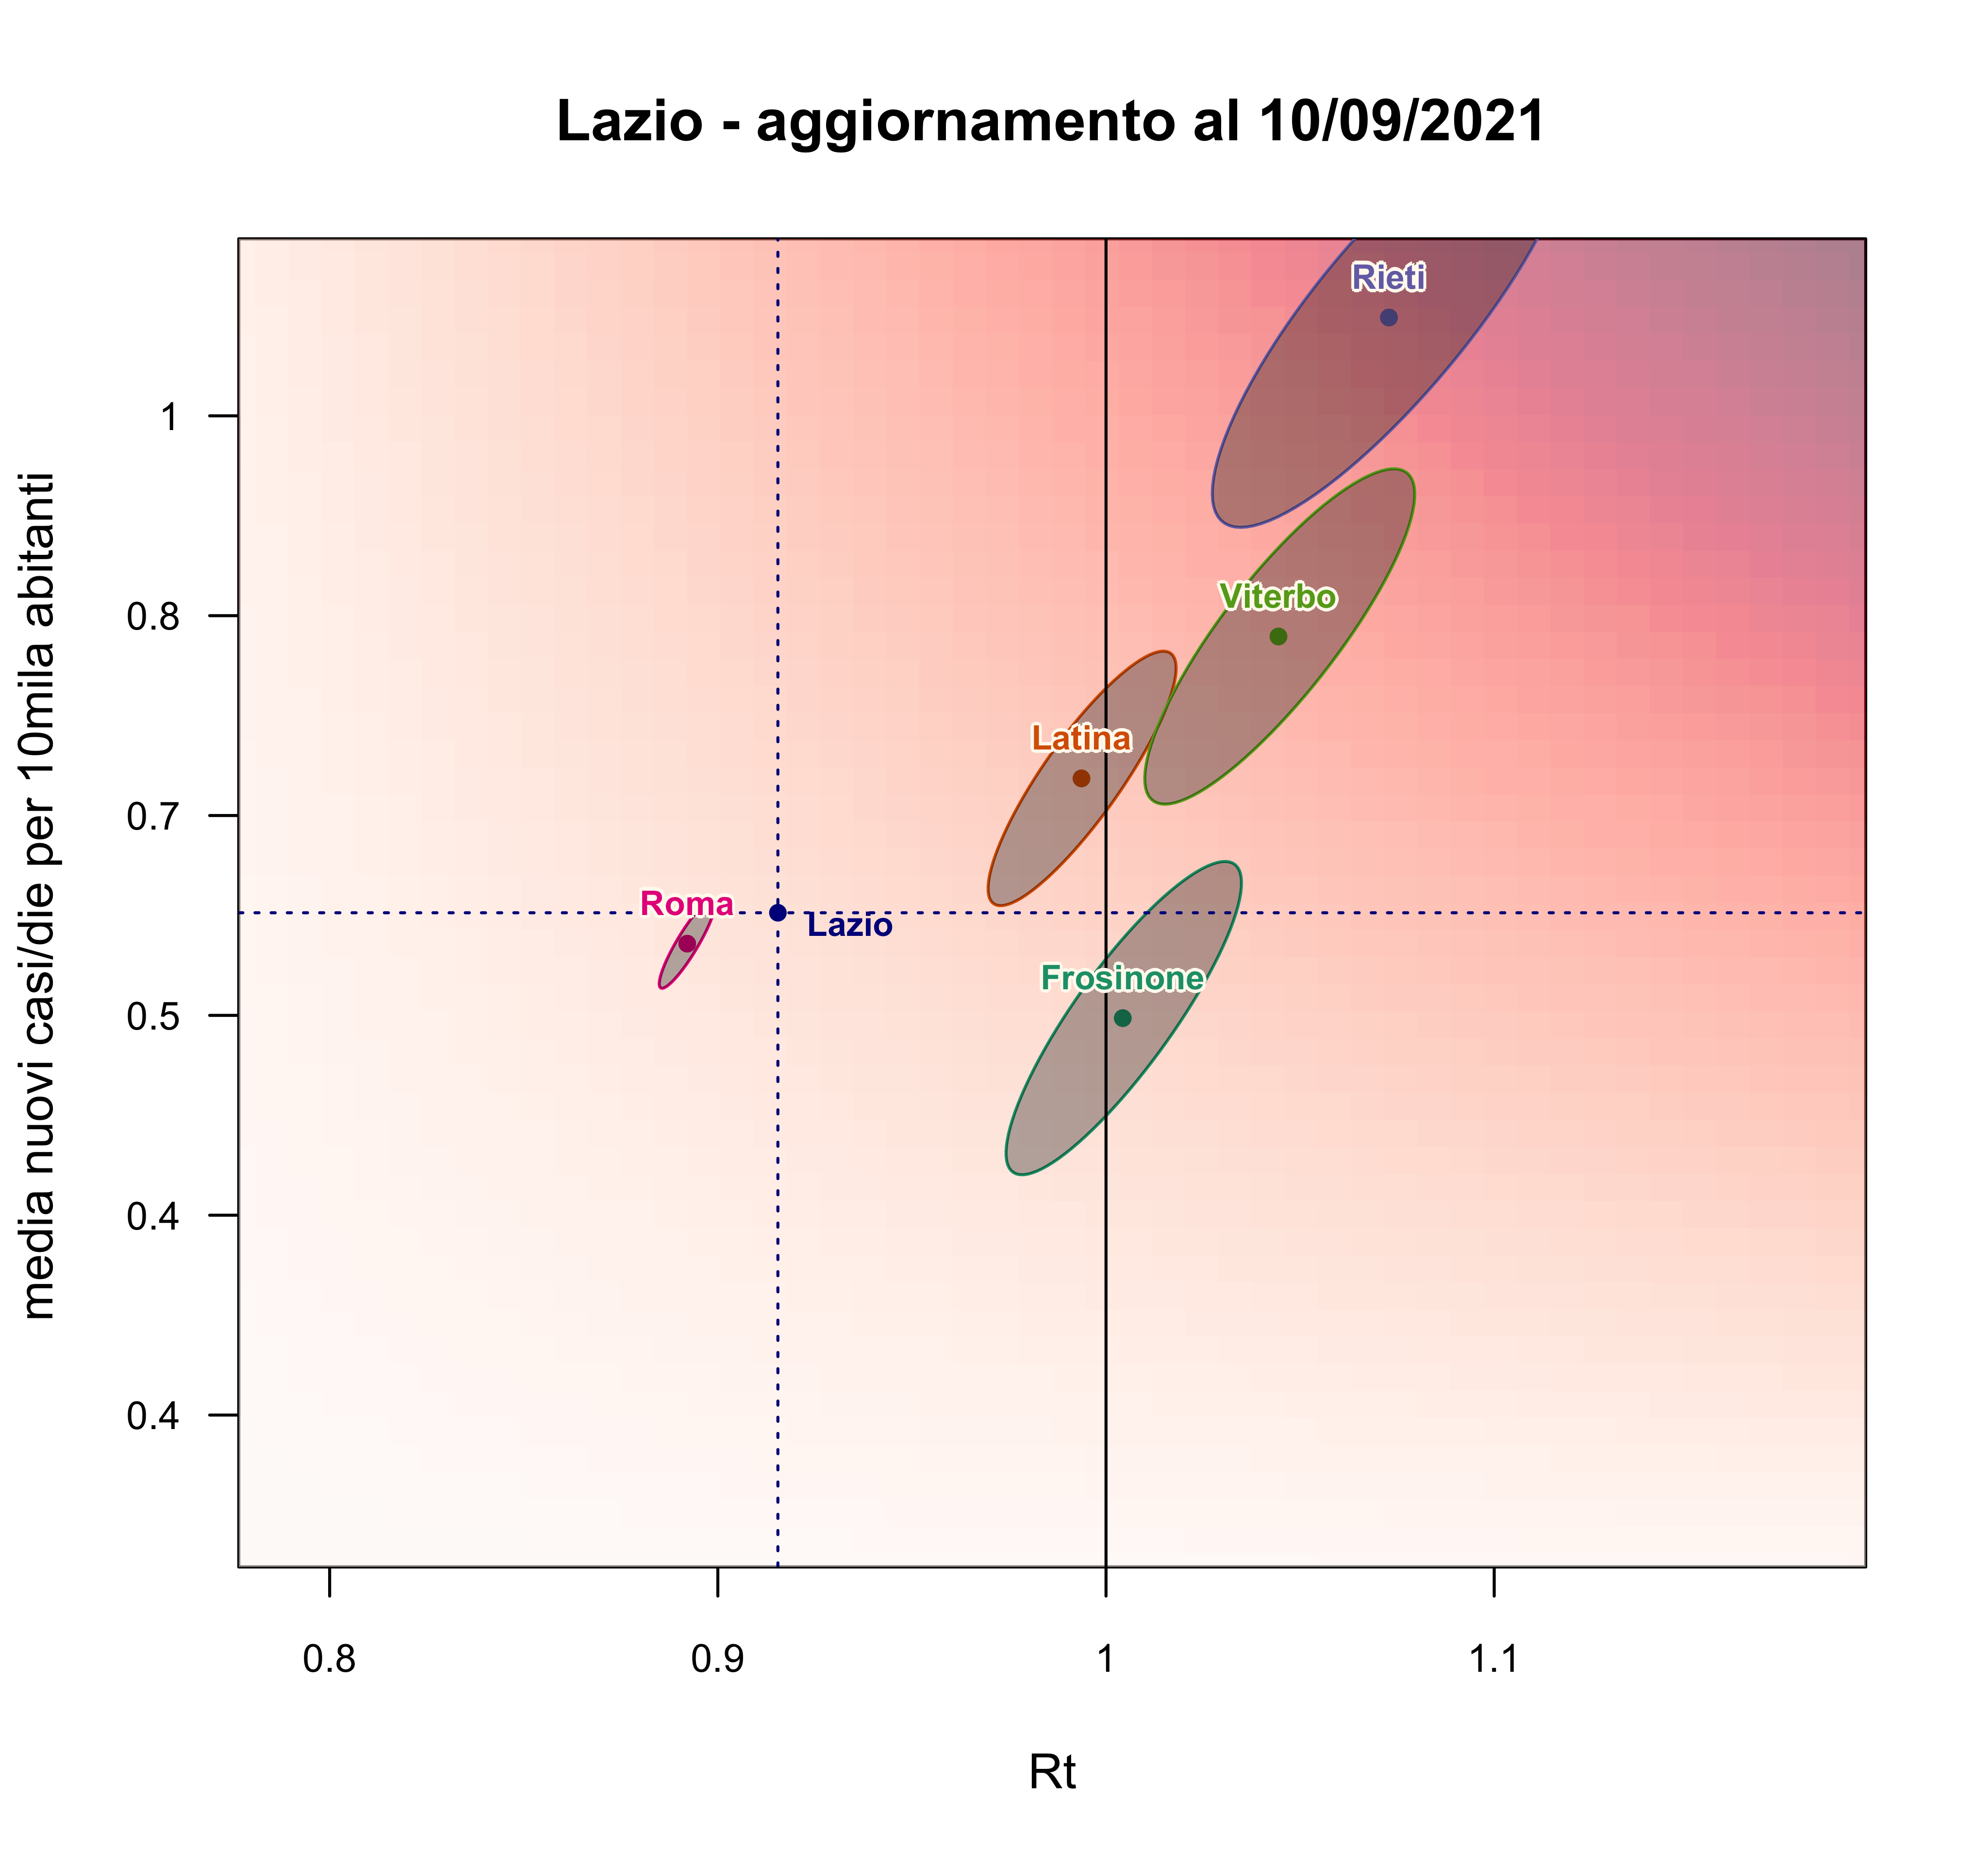 Lazio - aggiornamento al 10/09/2021
media nuovi casi/die per 10mila abitanti
1
0.8
0.7
0.5
0.4
0.4
Rieti
Viterbo
Latina
Roma
Lazio
Frosinone
0.8
0.9
1
1.1
Rt